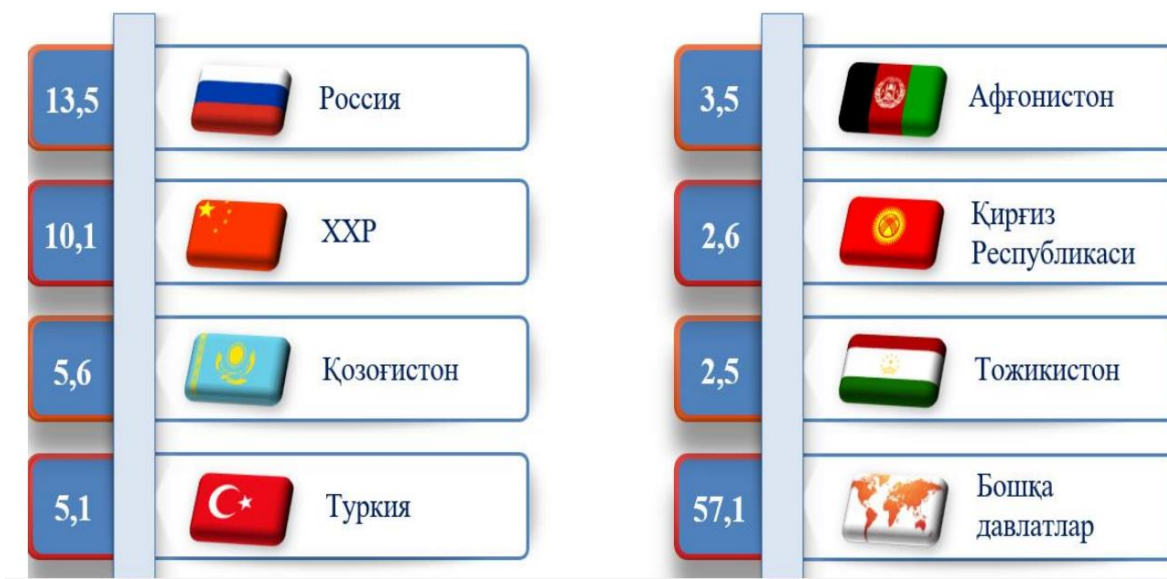 13,5
Россия
10,1
ХХР
5,6
Қозоғистон
5,1
Туркия
3,5
Афғонистон
2,6
Қирғиз
Республикаси
2,5
Тожикистон
57,1
Бошқа
давлатлар